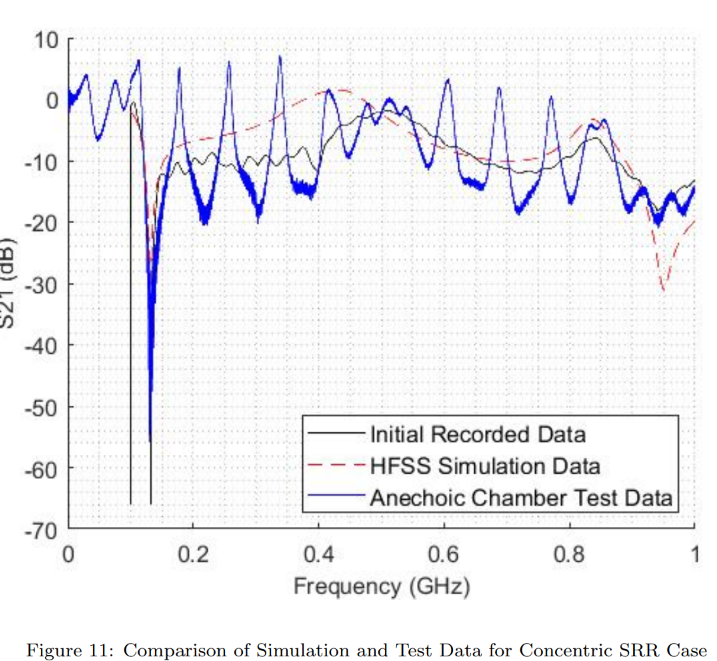 10
0
-10
-20
-30
-40
-50
-60
-70
S21 (dB)
Initial Recorded Data
HFSS Simulation Data
Anechoic Chamber Test Data
0 0.2 0.4 0.6 0.8 1
Frequency (GHz)
Figure 11: Comparison of Simulation and Test Data for Concentric SRR Case